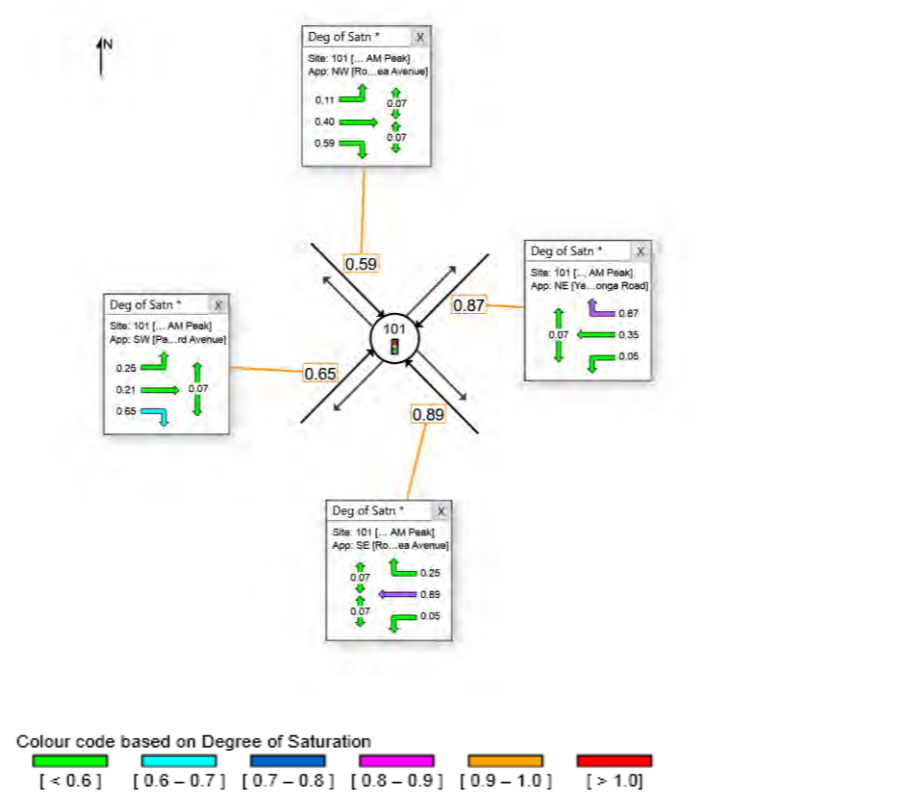 N
Deg of Satn * X
Site: 101 [... AM Peak]
App: NW [Ro...ea Avenue]
0.11
0.07
0.40
0.07
0.59
0.59
Deg of Satn * X
Site: 101 [... AM Peak]
App: NE [Ya...onga Road]
0.87
0.07 0.35
0.05
0.87
101
Deg of Satn * X
Site: 101 [... AM Peak]
App: SW [Pa...rd Avenue]
0.25
0.21 0.07
0.65
0.65
0.89
Deg of Satn * X
Site: 101 [... AM Peak]
App: SE [Ro...ea Avenue]
0.07 0.25
0.89
0.07 0.05
Colour code based on Degree of Saturation
[ < 0.6 ] [ 0.6 – 0.7 ] [ 0.7 – 0.8 ] [ 0.8 – 0.9 ] [ 0.9 – 1.0 ] [ > 1.0]